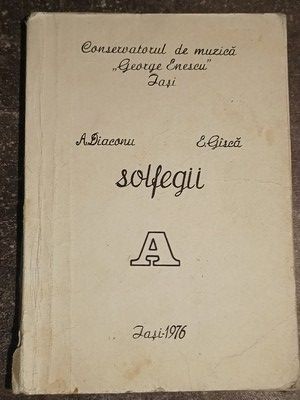 Conservatorul de muzică
„George Enescu"
Iaşi
A.Diaconu E.Gîscă
solfegii
A
Iaşi-1976